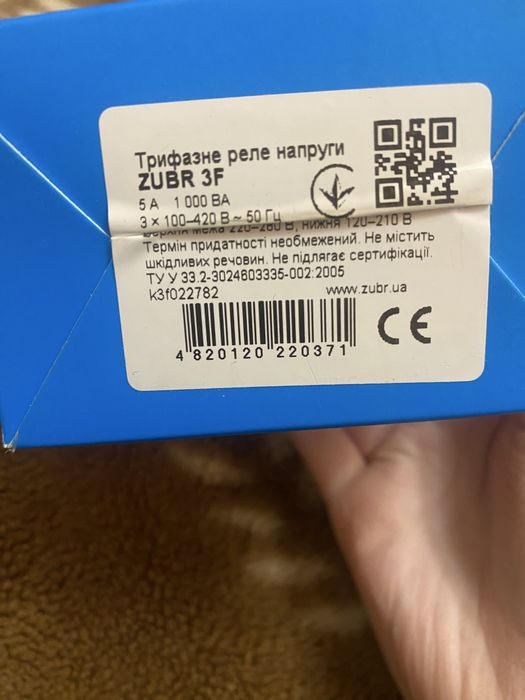 Трифазне реле напруги
ZUBR 3F
5 А 1 000 ВА
3 × 100–420 В ~ 50 Гц
Верхня межа 220–280 В, нижня 120–210 В
Термін придатності необмежений. Не містить
шкідливих речовин. Не підлягає сертифікації.
ТУ У 33.2-3024603335-002:2005
k3f022782 www.zubr.ua
4 820120 220371
CE